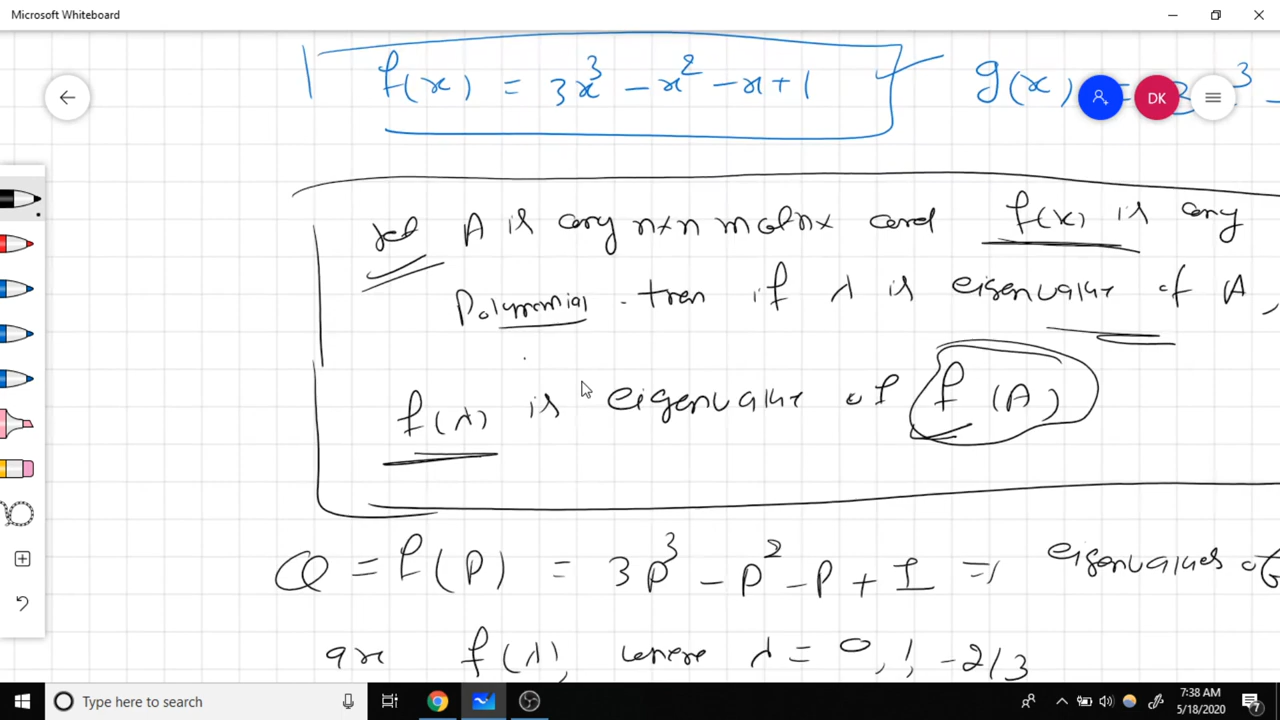 Microsoft Whiteboard
f(x) = 3x³ - x² - x + 1
g(x) = 3x³ -
DK
Let A is any n×n matrix and f(x) is any
Polynomial. then if λ is eigenvalue of A,
f(λ) is eigenvalue of f(A)
Q = f(P) = 3P³ - P² - P + I => eigenvalues of
are f(λ), where λ = 0, 1, -2/3
Type here to search
7:38 AM
5/18/2020
7